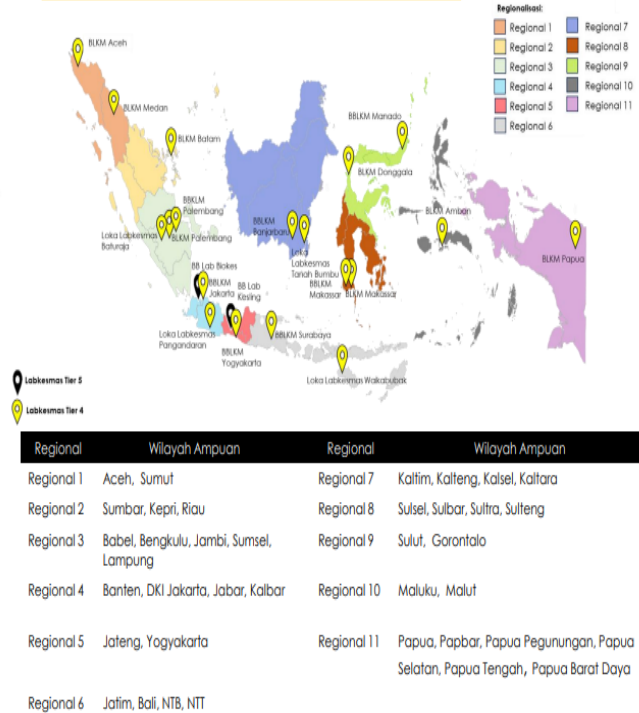 Regionalisasi:
Regional 1
Regional 2
Regional 3
Regional 4
Regional 5
Regional 6
Regional 7
Regional 8
Regional 9
Regional 10
Regional 11
BLKM Aceh
BLKM Medan
BLKM Batam
BBLKM Manado
BLKM Donggala
BBKLM
Palembang
Loka Labkesmas
Baturaja
BLKM Palembang
BBLKM
Banjarbaru
Loka
Labkesmas
Tanah Bumbu
BLKM Ambon
BLKM Papua
BB Lab Biokes
BBLKM
Jakarta
BB Lab
Kesling
BBLKM
Makassar
BLKM Makassar
Loka Labkesmas
Pangandaran
BBLKM
Yogyakarta
BBLKM Surabaya
Loka Labkesmas Waikabubak
Labkesmas Tier 5
Labkesmas Tier 4
Regional Wilayah Ampuan Regional Wilayah Ampuan
Regional 1 Aceh, Sumut Regional 7 Kaltim, Kalteng, Kalsel, Kaltara
Regional 2 Sumbar, Kepri, Riau Regional 8 Sulsel, Sulbar, Sultra, Sulteng
Regional 3 Babel, Bengkulu, Jambi, Sumsel, Regional 9 Sulut, Gorontalo
Lampung
Regional 4 Banten, DKI Jakarta, Jabar, Kalbar Regional 10 Maluku, Malut
Regional 5 Jateng, Yogyakarta Regional 11 Papua, Papbar, Papua Pegunungan, Papua
Selatan, Papua Tengah, Papua Barat Daya
Regional 6 Jatim, Bali, NTB, NTT